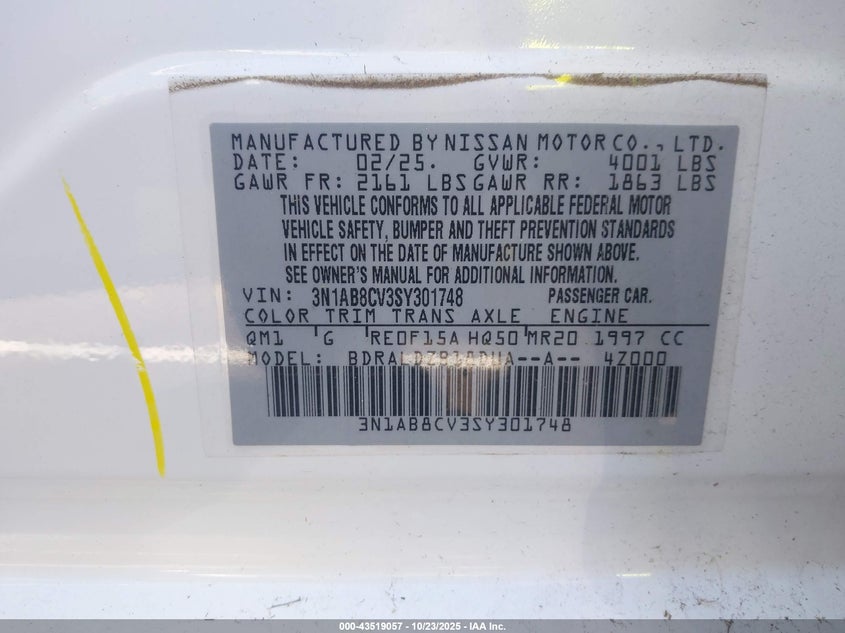 MANUFACTURED BY NISSAN MOTOR CO., LTD.
DATE: 02/25. GVWR: 4001 LBS
GAWR FR: 2161 LBS GAWR RR: 1863 LBS
THIS VEHICLE CONFORMS TO ALL APPLICABLE FEDERAL MOTOR
VEHICLE SAFETY, BUMPER AND THEFT PREVENTION STANDARDS
IN EFFECT ON THE DATE OF MANUFACTURE SHOWN ABOVE.
SEE OWNER'S MANUAL FOR ADDITIONAL INFORMATION.
VIN: 3N1AB8CV3SY301748 PASSENGER CAR.
COLOR TRIM TRANS AXLE ENGINE
QM1 G RE0F15A HQ50 MR20 1997 CC
MODEL: 4Z000
3N1AB8CV3SY301748
000-43519057 - 10/23/2025 - IAA Inc.